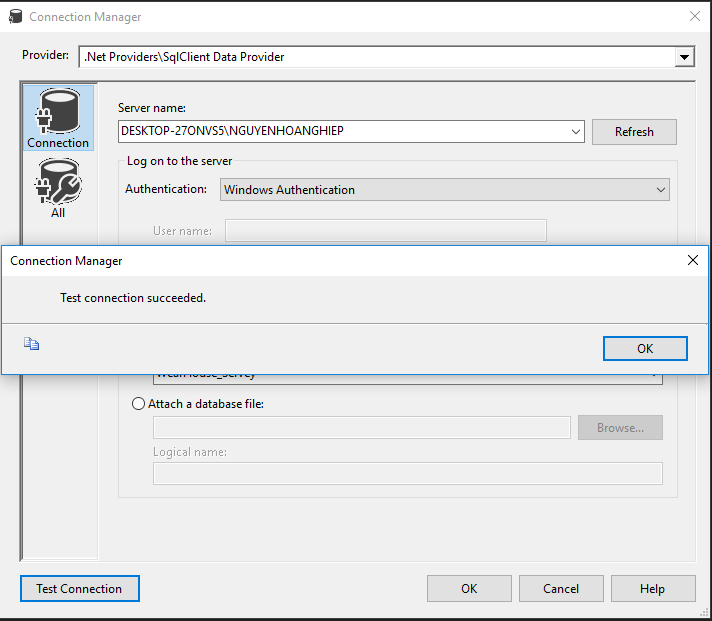 Connection Manager
Provider:
.Net Providers\SqlClient Data Provider
Connection
All
Server name:
DESKTOP-27ONVS5\NGUYENHOANGHIEP
Refresh
Log on to the server
Authentication:
Windows Authentication
User name:
Connection Manager
Test connection succeeded.
OK
Attach a database file:
Browse...
Logical name:
Test Connection
OK
Cancel
Help